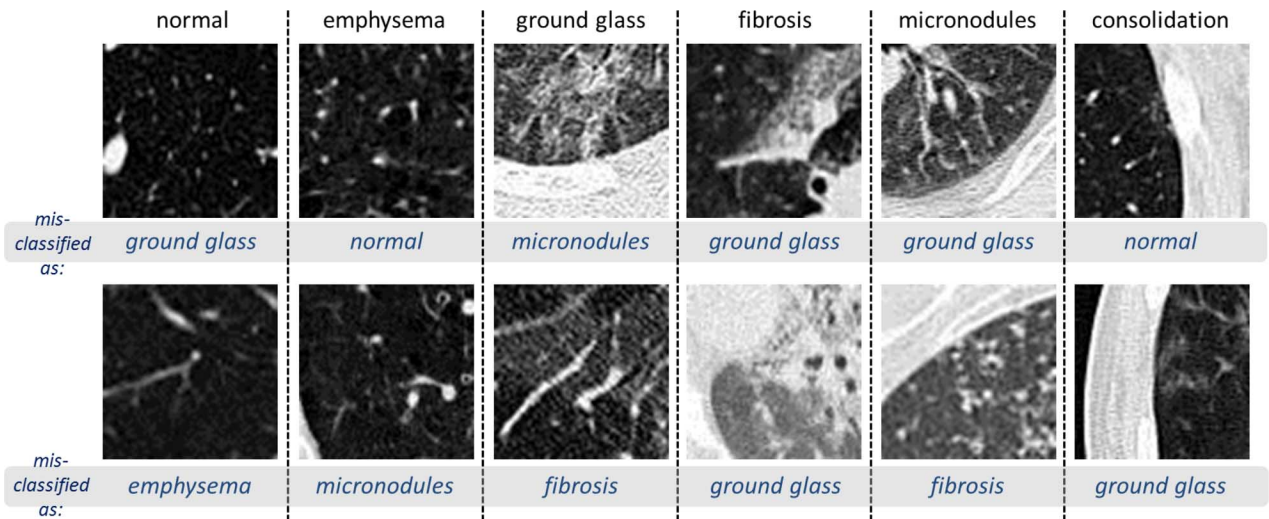 normal emphysema ground glass fibrosis micronodules consolidation
mis-
classified
as:
ground glass normal micronodules ground glass ground glass normal
mis-
classified
as:
emphysema micronodules fibrosis ground glass fibrosis ground glass